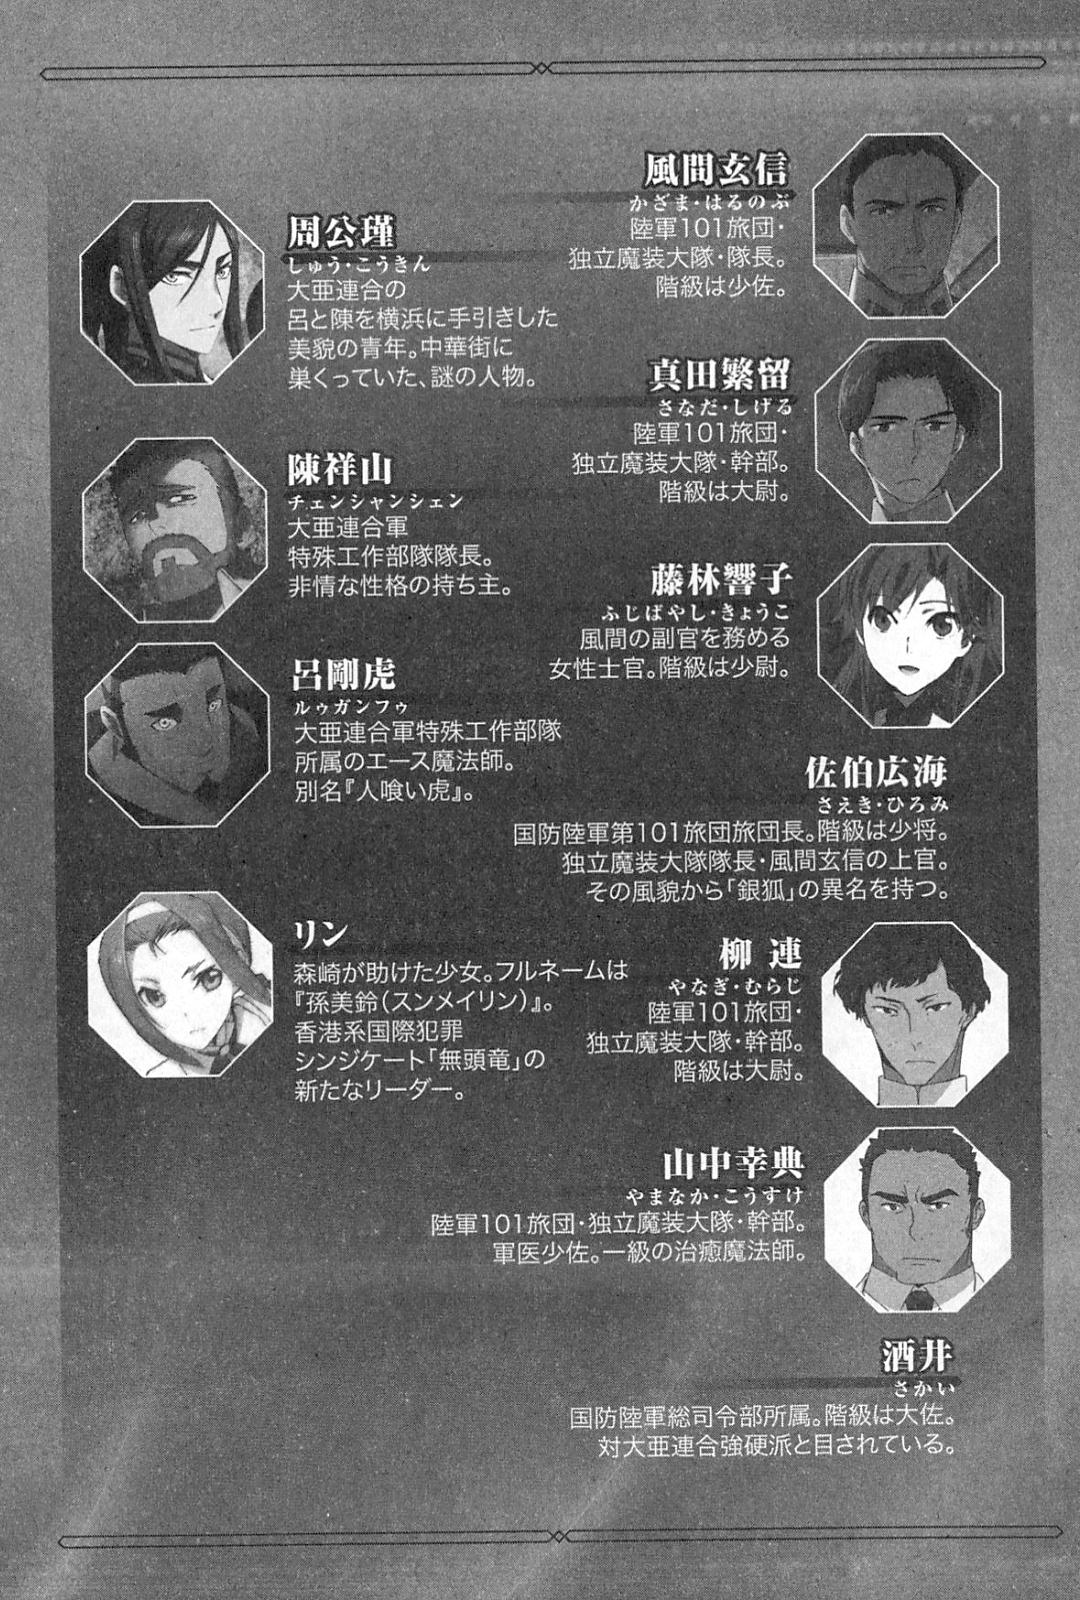 風間玄信
かざま・はるのぶ
陸軍101旅団・
独立魔装大隊・隊長。
階級は少佐。
真田繁留
さなだ・しげる
陸軍101旅団・
独立魔装大隊・幹部。
階級は大尉。
藤林響子
ふじばやし・きょうこ
風間の副官を務める
女性士官。階級は少尉。
佐伯広海
さえき・ひろみ
国防陸軍第101旅団旅団長。階級は少将。
独立魔装大隊隊長・風間玄信の上官。
その風貌から「銀狐」の異名を持つ。
柳 連
やなぎ・むらじ
陸軍101旅団・
独立魔装大隊・幹部。
階級は大尉。
山中幸典
やまなか・こうすけ
陸軍101旅団・独立魔装大隊・幹部。
軍医少佐。一級の治癒魔法師。
酒井
さかい
国防陸軍総司令部所属。階級は大佐。
対大亜連合強硬派と目されている。
周公瑾
しゅう・こうきん
大亜連合の
呂と陳を横浜に手引きした
美貌の青年。中華街に
巣くっていた、謎の人物。
陳祥山
チェンシャンシェン
大亜連合軍
特殊工作部隊隊長。
非情な性格の持ち主。
呂剛虎
ルゥガンフゥ
大亜連合軍特殊工作部隊
所属のエース魔法師。
別名『人喰い虎』。
リン
森崎が助けた少女。フルネームは
『孫美鈴(スンメイリン)』。
香港系国際犯罪
シンジケート「無頭竜」の
新たなリーダー。